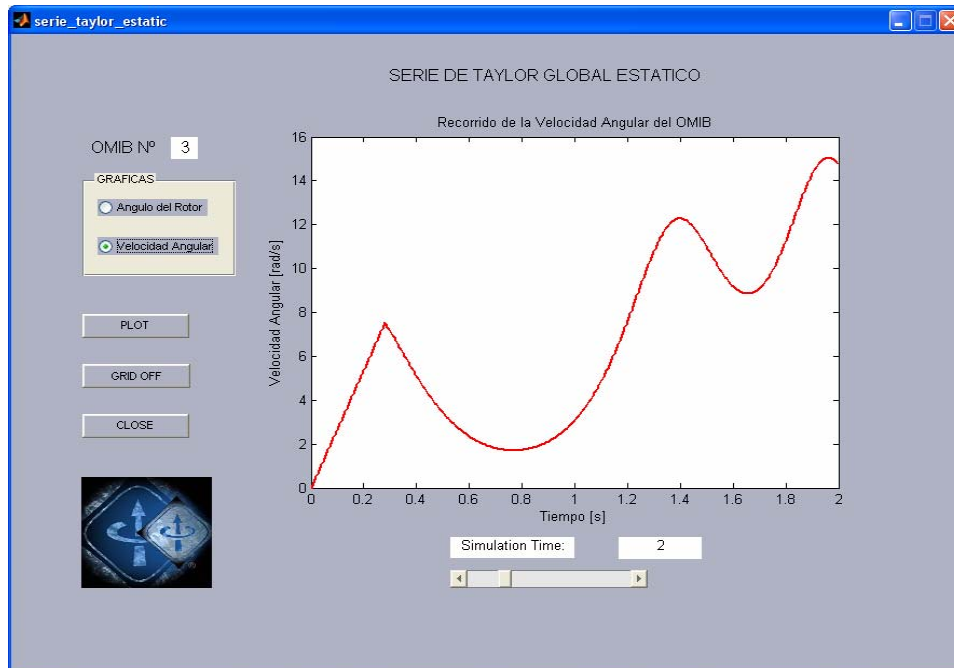 serie_taylor_estatic
SERIE DE TAYLOR GLOBAL ESTATICO
OMIB Nº 3
GRAFICAS
Angulo del Rotor
Velocidad Angular
PLOT
GRID OFF
CLOSE
Recorrido de la Velocidad Angular del OMIB
Velocidad Angular [rad/s]
16
14
12
10
8
6
4
2
0
0 0.2 0.4 0.6 0.8 1 1.2 1.4 1.6 1.8 2
Tiempo [s]
Simulation Time: 2